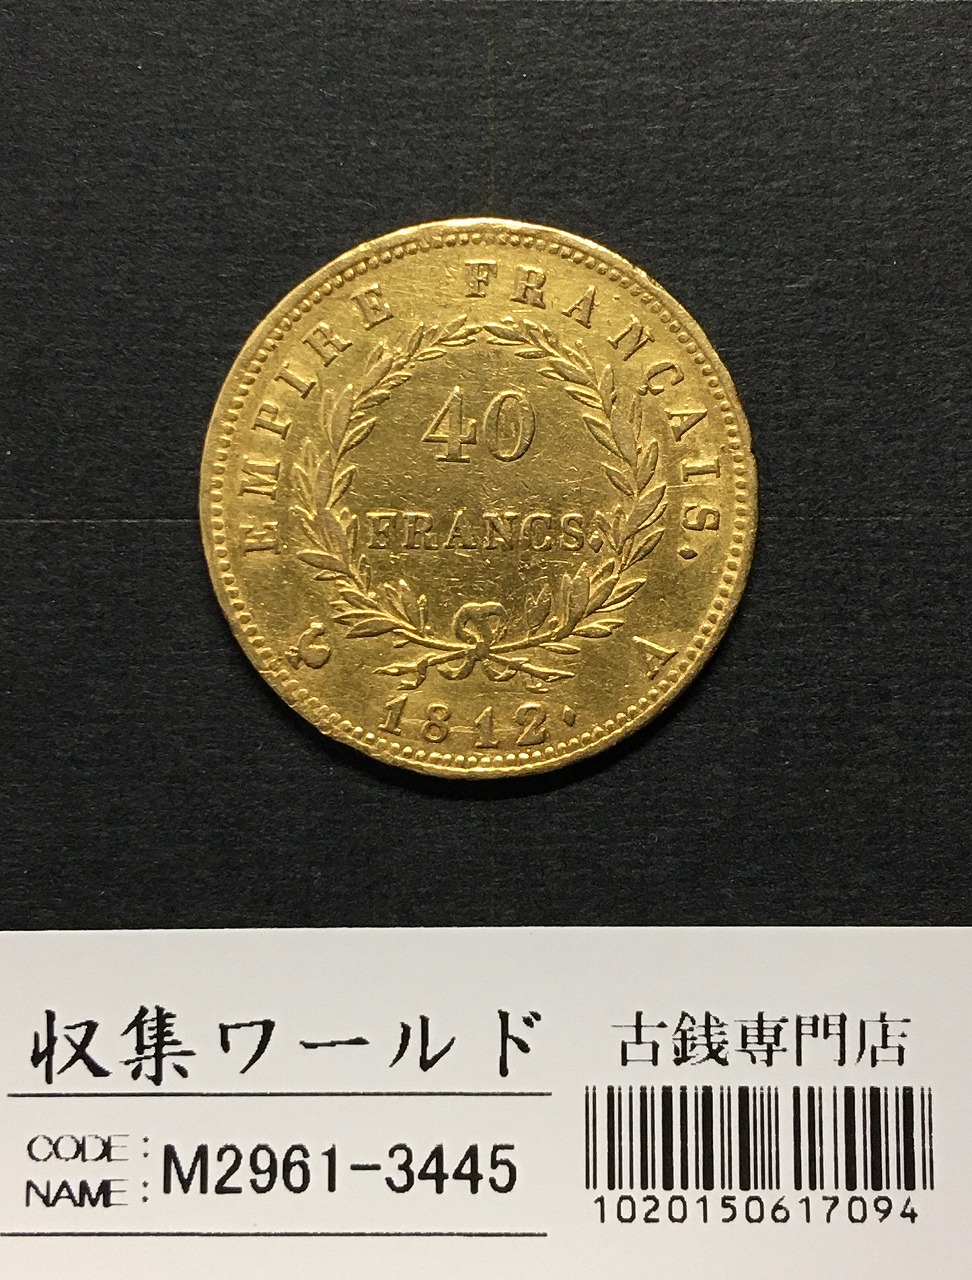 EMPIRE FRANÇAIS.
40
FRANCS.
A
1812
収集ワールド
古銭専門店
CODE:
NAME: M2961-3445
1020150617094